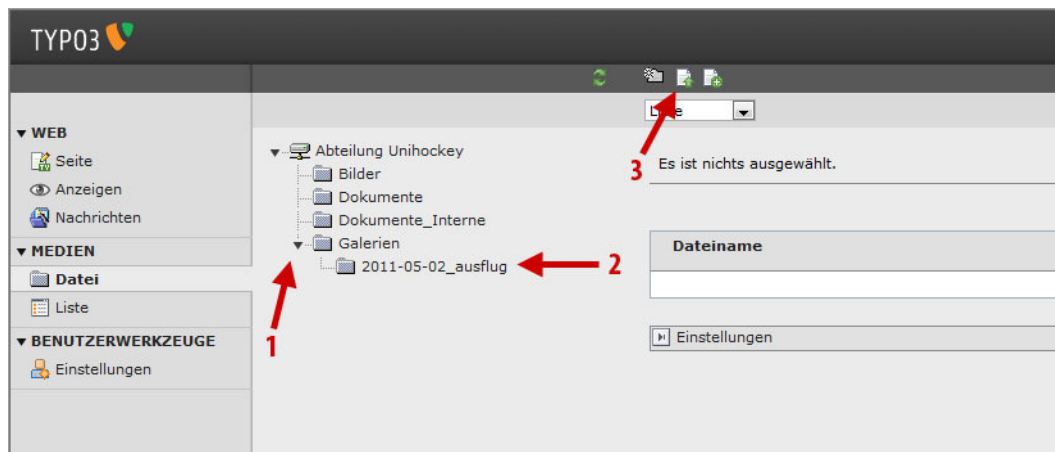 TYPO3
Liste
WEB
Seite
Anzeigen
Nachrichten
MEDIEN
Datei
Liste
BENUTZERWERKZEUGE
Einstellungen
Abteilung Unihockey
Bilder
Dokumente
Dokumente_Interne
Galerien
2011-05-02_ausflug
1
2
3
Es ist nichts ausgewählt.
Dateiname
Einstellungen